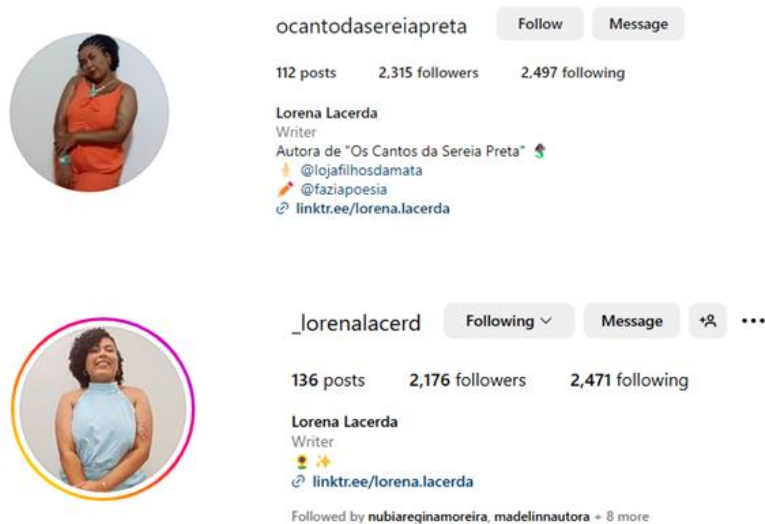 ocantodasereiapreta Follow Message
112 posts 2,315 followers 2,497 following
Lorena Lacerda
Writer
Autora de "Os Cantos da Sereia Preta" 🧜🏿‍♀️
@lojafilhosdamata
@faziapoesia
linktr.ee/lorena.lacerda
_lorenalacerd Following Message
136 posts 2,176 followers 2,471 following
Lorena Lacerda
Writer
🌻✨
linktr.ee/lorena.lacerda
Followed by nubiareginamoreira, madelinnautora + 8 more